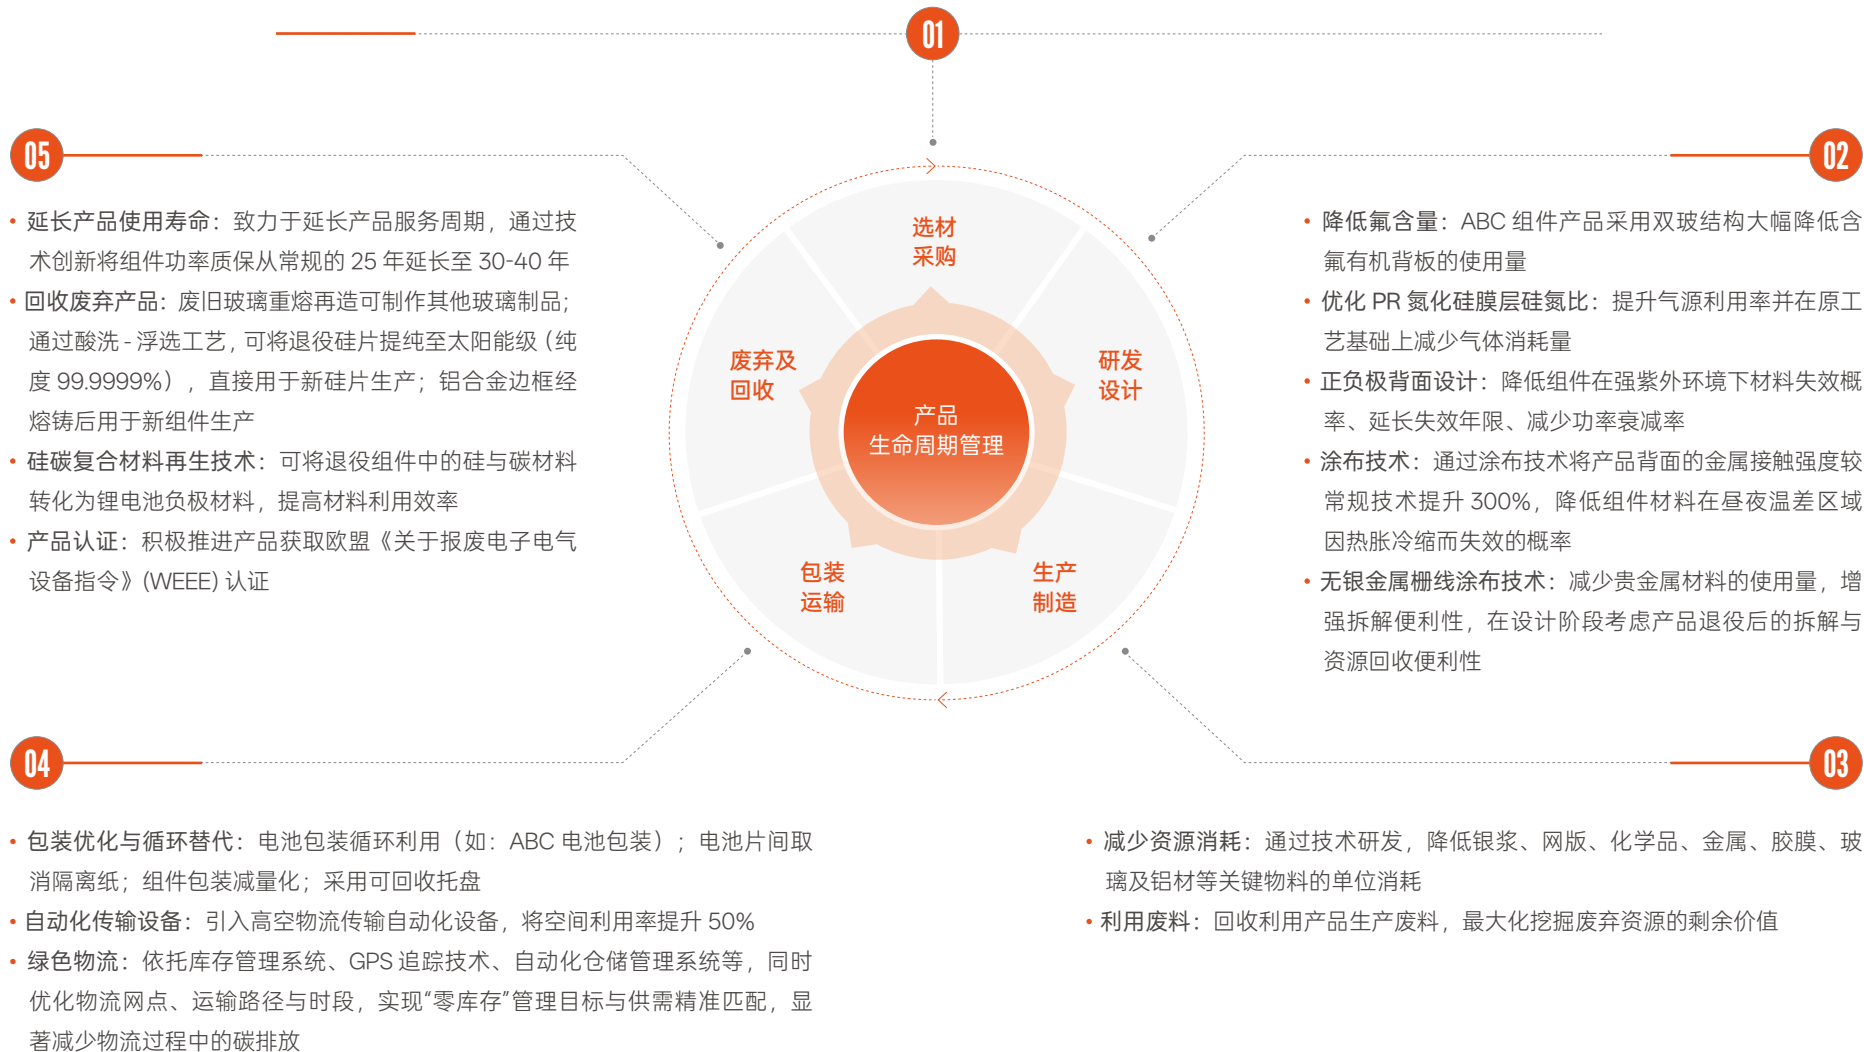 01
选材
采购
研发
设计
生产
制造
包装
运输
废弃及
回收
产品
生命周期管理
02
• 降低氟含量：ABC 组件产品采用双玻结构大幅降低含
氟有机背板的使用量
• 优化 PR 氮化硅膜层硅氮比：提升气源利用率并在原工
艺基础上减少气体消耗量
• 正负极背面设计：降低组件在强紫外环境下材料失效概
率、延长失效年限、减少功率衰减率
• 涂布技术：通过涂布技术将产品背面的金属接触强度较
常规技术提升 300%，降低组件材料在昼夜温差区域
因热胀冷缩而失效的概率
• 无银金属栅线涂布技术：减少贵金属材料的使用量，增
强拆解便利性，在设计阶段考虑产品退役后的拆解与
资源回收便利性
03
• 减少资源消耗：通过技术研发，降低银浆、网版、化学品、金属、胶膜、玻
璃及铝材等关键物料的单位消耗
• 利用废料：回收利用产品生产废料，最大化挖掘废弃资源的剩余价值
04
• 包装优化与循环替代：电池包装循环利用（如：ABC 电池包装）；电池片间取
消隔离纸；组件包装减量化；采用可回收托盘
• 自动化传输设备：引入高空物流传输自动化设备，将空间利用率提升 50%
• 绿色物流：依托库存管理系统、GPS 追踪技术、自动化仓储管理系统等，同时
优化物流网点、运输路径与时段，实现“零库存”管理目标与供需精准匹配，显
著减少物流过程中的碳排放
05
• 延长产品使用寿命：致力于延长产品服务周期，通过技
术创新将组件功率质保从常规的 25 年延长至 30-40 年
• 回收废弃产品：废旧玻璃重熔再造可制作其他玻璃制品；
通过酸洗 - 浮选工艺，可将退役硅片提纯至太阳能级（纯
度 99.9999%），直接用于新硅片生产；铝合金边框经
熔铸后用于新组件生产
• 硅碳复合材料再生技术：可将退役组件中的硅与碳材料
转化为锂电池负极材料，提高材料利用效率
• 产品认证：积极推进产品获取欧盟《关于报废电子电气
设备指令》(WEEE) 认证